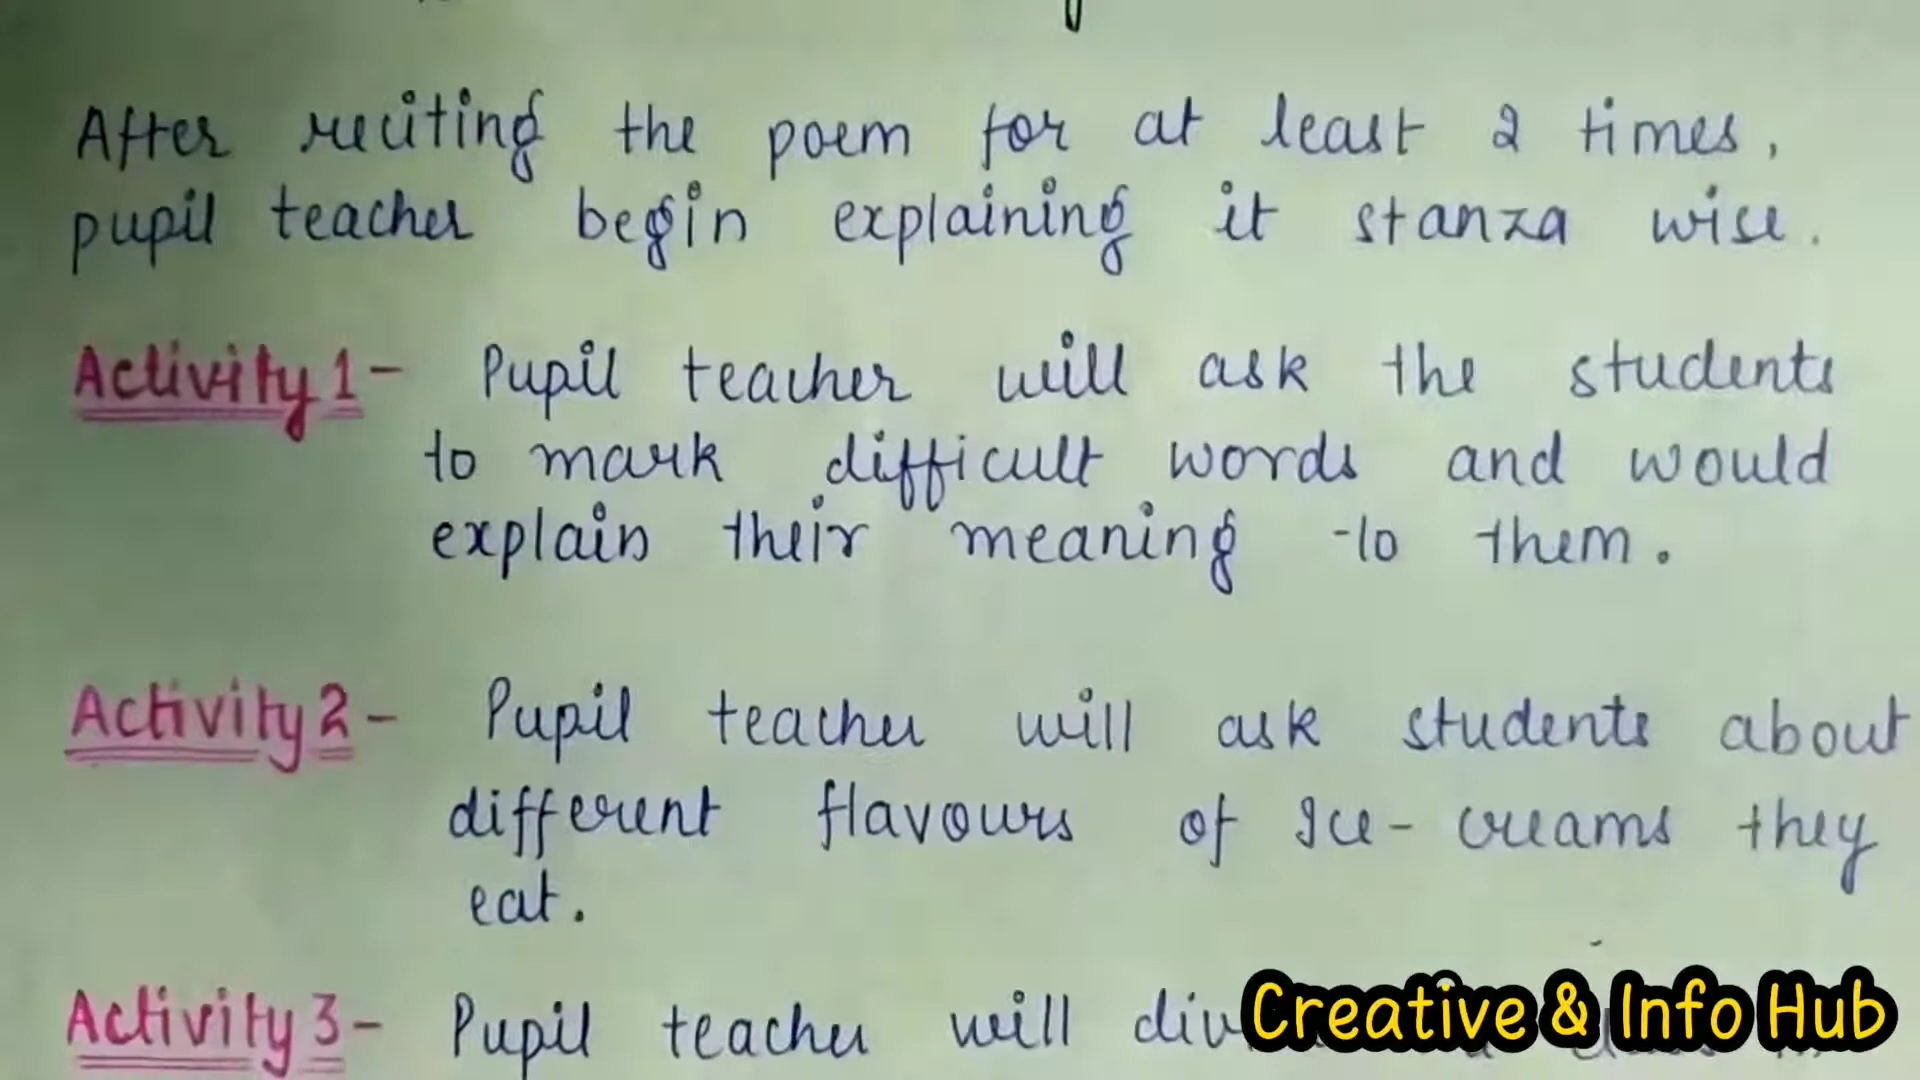 After reciting the poem for at least 2 times,
pupil teacher begin explaining it stanza wise.
Activity 1- Pupil teacher will ask the students
to mark difficult words and would
explain their meaning to them.
Activity 2- Pupil teacher will ask students about
different flavours of Ice-creams they
eat.
Activity 3- Pupil teacher will
Creative & Info Hub